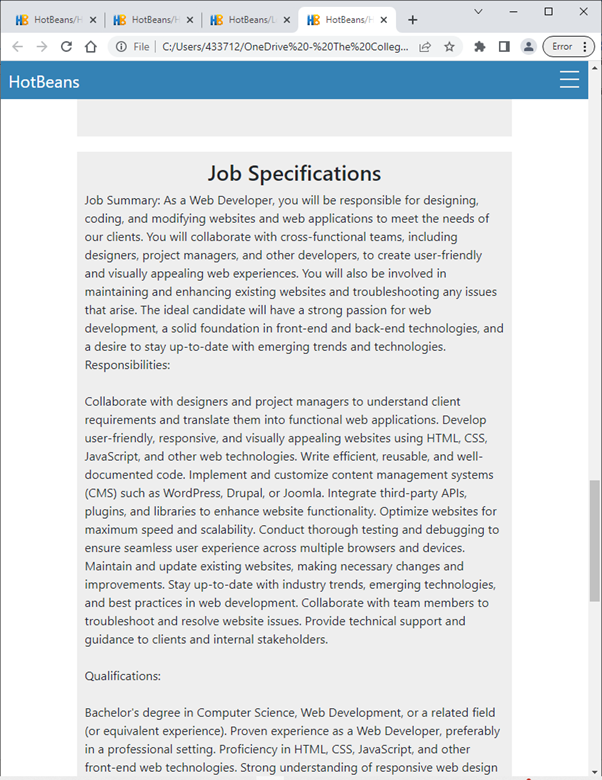 HotBeans/H
HotBeans/H
HotBeans/L
HotBeans/H
File
C:/Users/433712/OneDrive%20-%20The%20Colleg...
Error
HotBeans
Job Specifications
Job Summary: As a Web Developer, you will be responsible for designing,
coding, and modifying websites and web applications to meet the needs of
our clients. You will collaborate with cross-functional teams, including
designers, project managers, and other developers, to create user-friendly
and visually appealing web experiences. You will also be involved in
maintaining and enhancing existing websites and troubleshooting any issues
that arise. The ideal candidate will have a strong passion for web
development, a solid foundation in front-end and back-end technologies, and
a desire to stay up-to-date with emerging trends and technologies.
Responsibilities:
Collaborate with designers and project managers to understand client
requirements and translate them into functional web applications. Develop
user-friendly, responsive, and visually appealing websites using HTML, CSS,
JavaScript, and other web technologies. Write efficient, reusable, and well-
documented code. Implement and customize content management systems
(CMS) such as WordPress, Drupal, or Joomla. Integrate third-party APIs,
plugins, and libraries to enhance website functionality. Optimize websites for
maximum speed and scalability. Conduct thorough testing and debugging to
ensure seamless user experience across multiple browsers and devices.
Maintain and update existing websites, making necessary changes and
improvements. Stay up-to-date with industry trends, emerging technologies,
and best practices in web development. Collaborate with team members to
troubleshoot and resolve website issues. Provide technical support and
guidance to clients and internal stakeholders.
Qualifications:
Bachelor's degree in Computer Science, Web Development, or a related field
(or equivalent experience). Proven experience as a Web Developer, preferably
in a professional setting. Proficiency in HTML, CSS, JavaScript, and other
front-end web technologies. Strong understanding of responsive web design